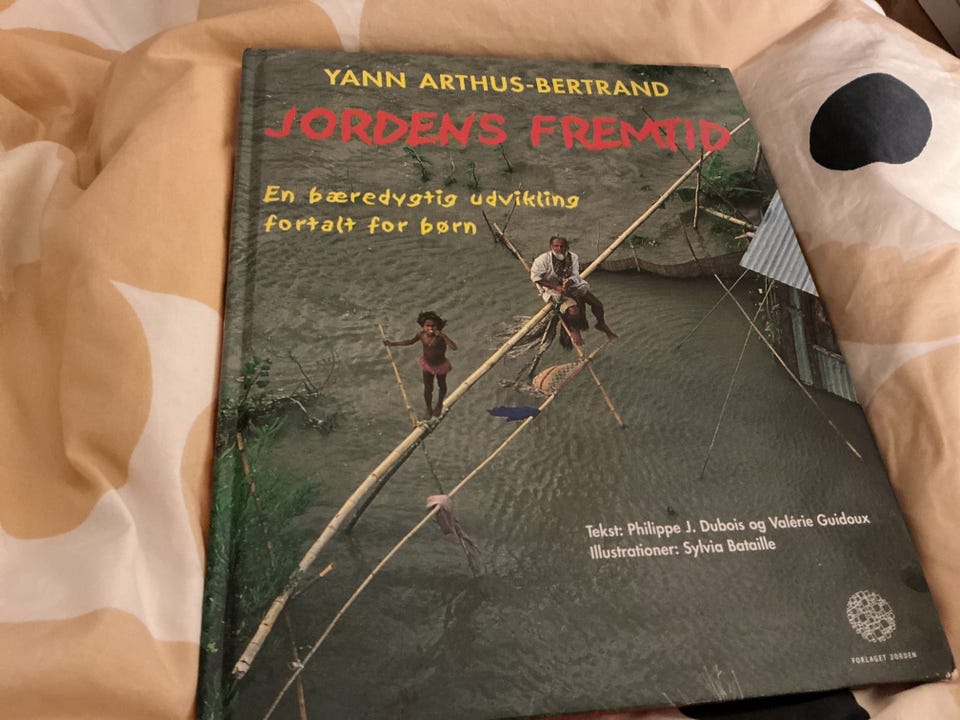 YANN ARTHUS-BERTRAND
JORDENS FREMTID
En bæredygtig udvikling
fortalt for børn
Tekst: Philippe J. Dubois og Valérie Guidoux
Illustrationer: Sylvia Bataille
FORLAGET JORDEN